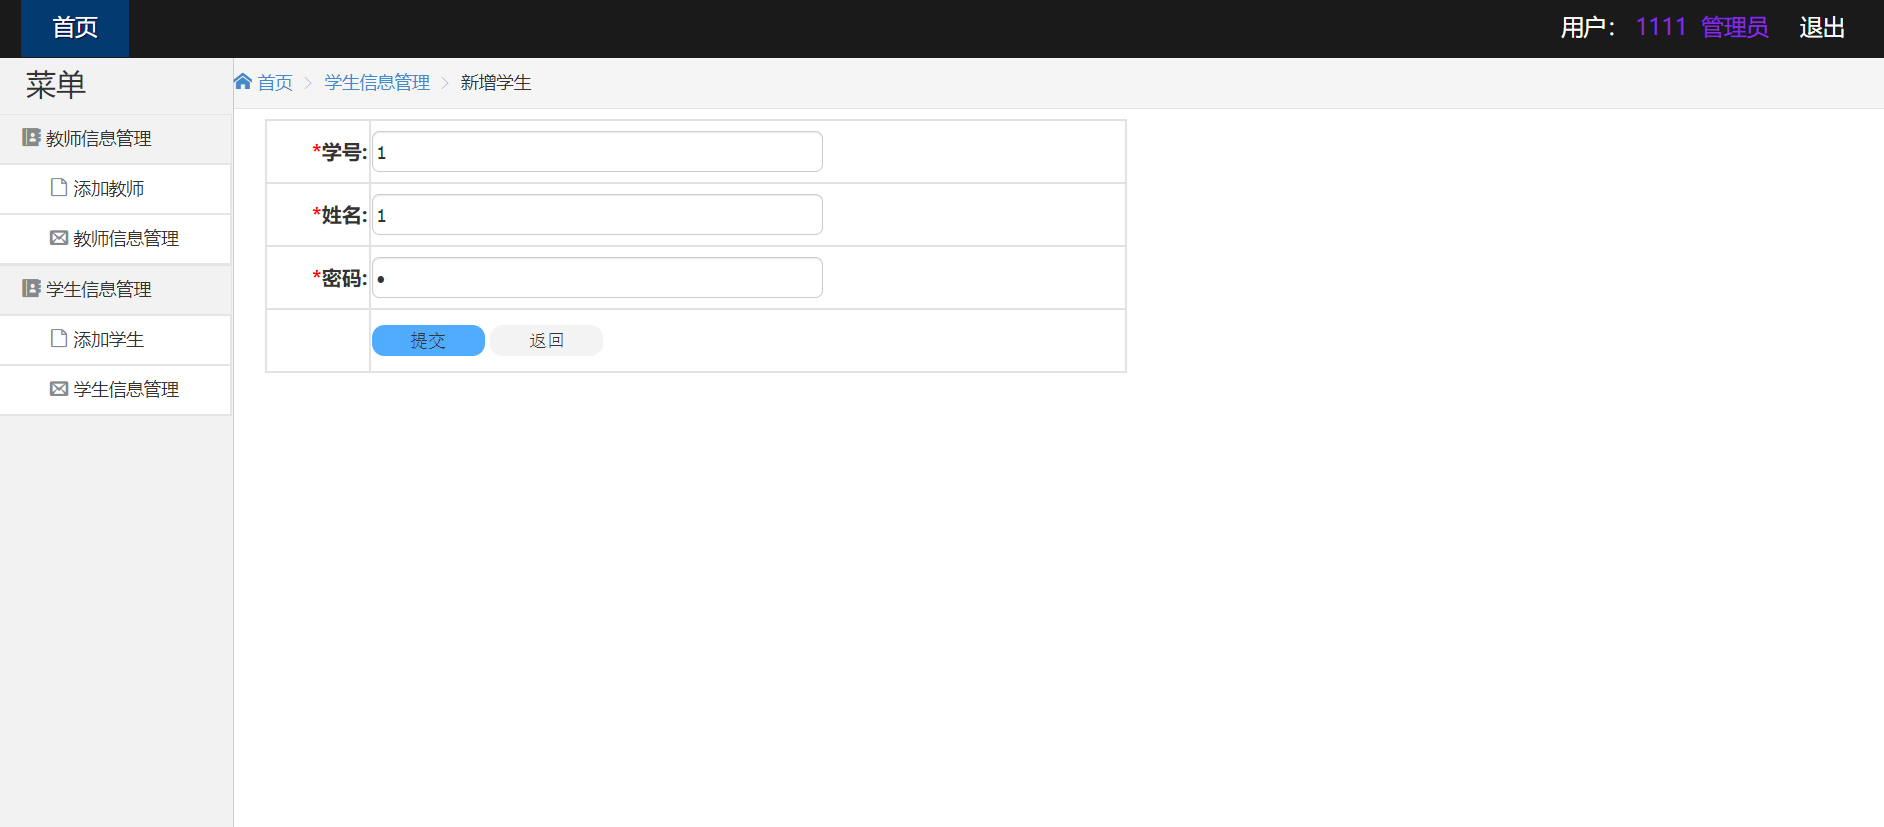 首页
用户： 1111 管理员 退出
菜单
首页 > 学生信息管理 > 新增学生
教师信息管理
添加教师
教师信息管理
学生信息管理
添加学生
学生信息管理
*学号: 1
*姓名: 1
*密码: •
提交 返回